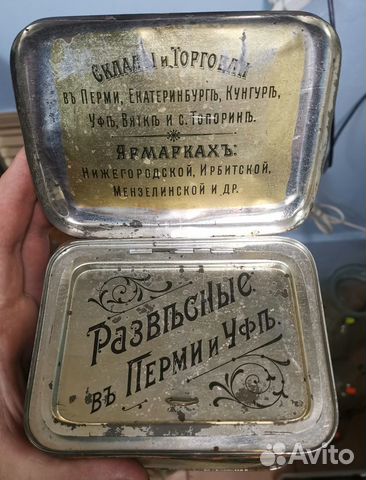 СКЛАДЫ И ТОРГОВЛИ
ВЪ ПЕРМИ, ЕКАТЕРИНБУРГѢ, КУНГУРѢ,
УФѢ, ВЯТКѢ И С. ТОПОРИНѢ.
ЯРМАРКАХЪ:
НИЖЕГОРОДСКОЙ, ИРБИТСКОЙ,
МЕНЗЕЛИНСКОЙ И ДР.
РАЗВѢСНЫЕ
ВЪ ПЕРМИ И УФѢ.
Avito